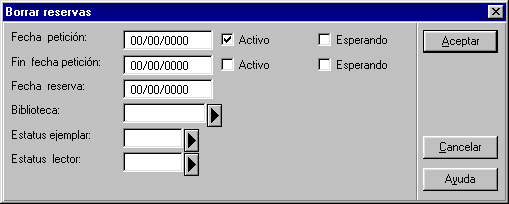 Borrar reservas
Fecha petición: 00/00/0000 Activo Esperando Aceptar
Fin fecha petición: 00/00/0000 Activo Esperando
Fecha reserva: 00/00/0000
Biblioteca:
Estatus ejemplar:
Cancelar
Estatus lector:
Ayuda